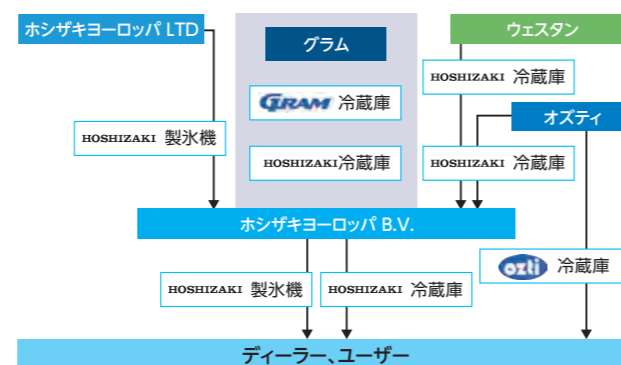 ホシザキヨーロッパ LTD
グラム
ウェスタン
GRAM 冷蔵庫
HOSHIZAKI 冷蔵庫
オズティ
HOSHIZAKI 製氷機
HOSHIZAKI冷蔵庫
HOSHIZAKI 冷蔵庫
ホシザキヨーロッパ B.V.
ozti 冷蔵庫
HOSHIZAKI 製氷機
HOSHIZAKI 冷蔵庫
ディーラー、ユーザー